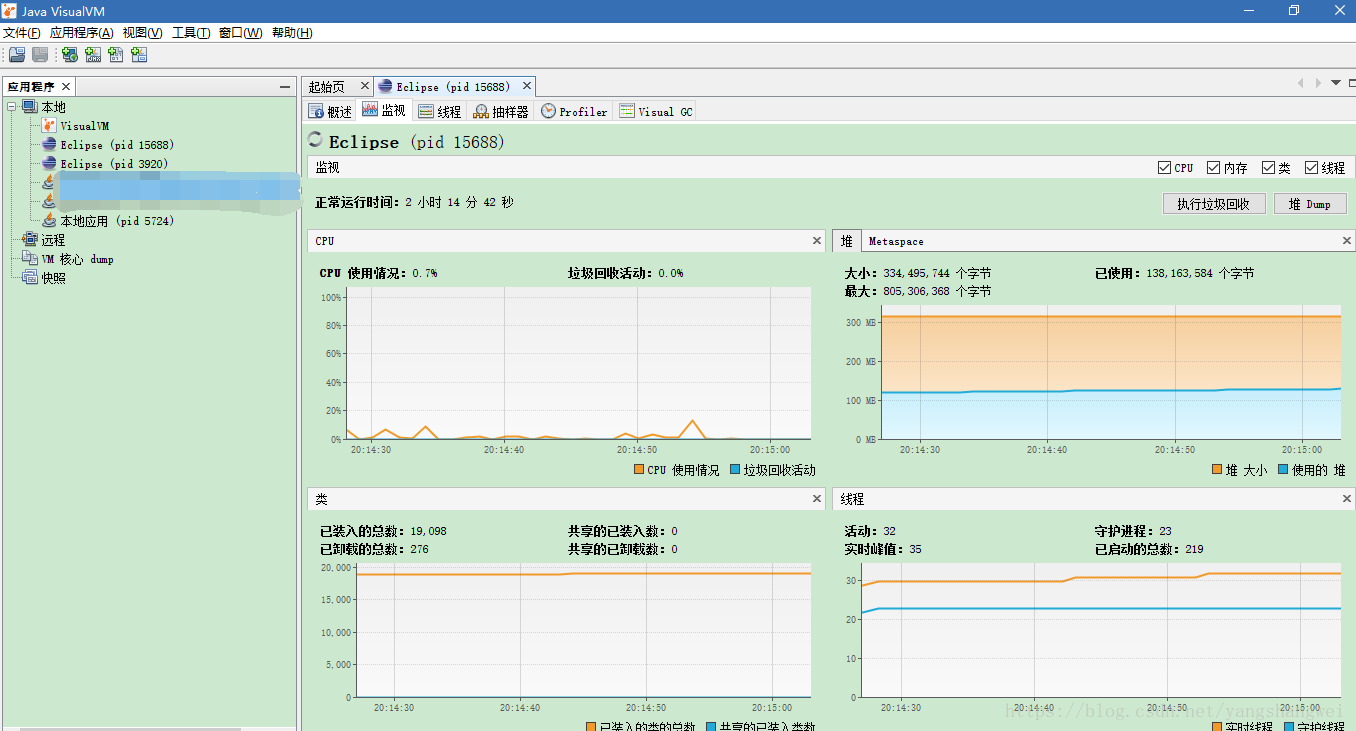 Java VisualVM
文件(F) 应用程序(A) 视图(V) 工具(T) 窗口(W) 帮助(H)
应用程序
本地
VisualVM
Eclipse (pid 15688)
Eclipse (pid 3920)
本地应用 (pid 5724)
远程
VM 核心 dump
快照
起始页 Eclipse (pid 15688)
概述 监视 线程 抽样器 Profiler Visual GC
Eclipse (pid 15688)
监视 CPU 内存 类 线程
正常运行时间: 2 小时 14 分 42 秒 执行垃圾回收 堆 Dump
CPU
CPU 使用情况: 0.7% 垃圾回收活动: 0.0%
100%
80%
60%
40%
20%
0%
20:14:30 20:14:40 20:14:50 20:15:00
CPU 使用情况 垃圾回收活动
堆 Metaspace
大小: 334,495,744 个字节 已使用: 138,163,584 个字节
最大: 805,306,368 个字节
300 MB
200 MB
100 MB
0 MB
20:14:30 20:14:40 20:14:50 20:15:00
堆 大小 使用的 堆
类
已装入的总数: 19,098 共享的已装入数: 0
已卸载的总数: 276 共享的已卸载数: 0
20,000
15,000
10,000
5,000
0
20:14:30 20:14:40 20:14:50 20:15:00
已装入的类的总数 共享的已装入类数
线程
活动: 32 守护进程: 23
实时峰值: 35 已启动的总数: 219
30
20
10
0
20:14:30 20:14:40 20:14:50 20:15:00
实时线程 守护线程
https://blog.csdn.net/yangshangwei